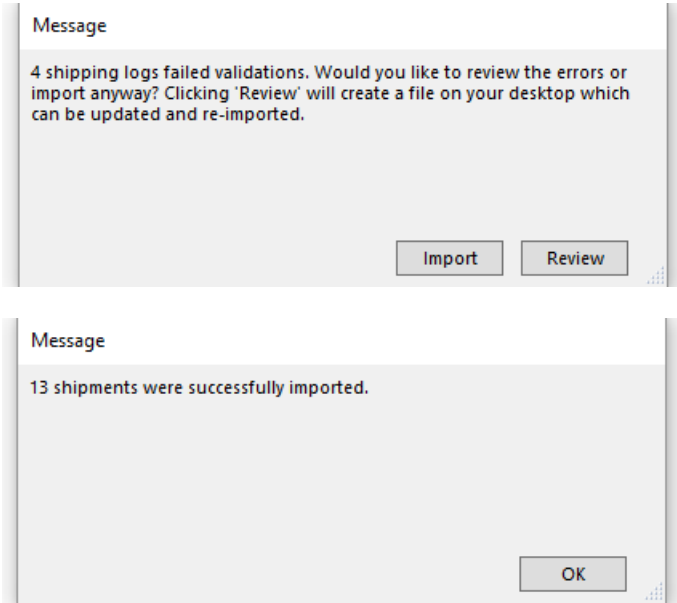 Message
4 shipping logs failed validations. Would you like to review the errors or
import anyway? Clicking 'Review' will create a file on your desktop which
can be updated and re-imported.
Import Review
Message
13 shipments were successfully imported.
OK